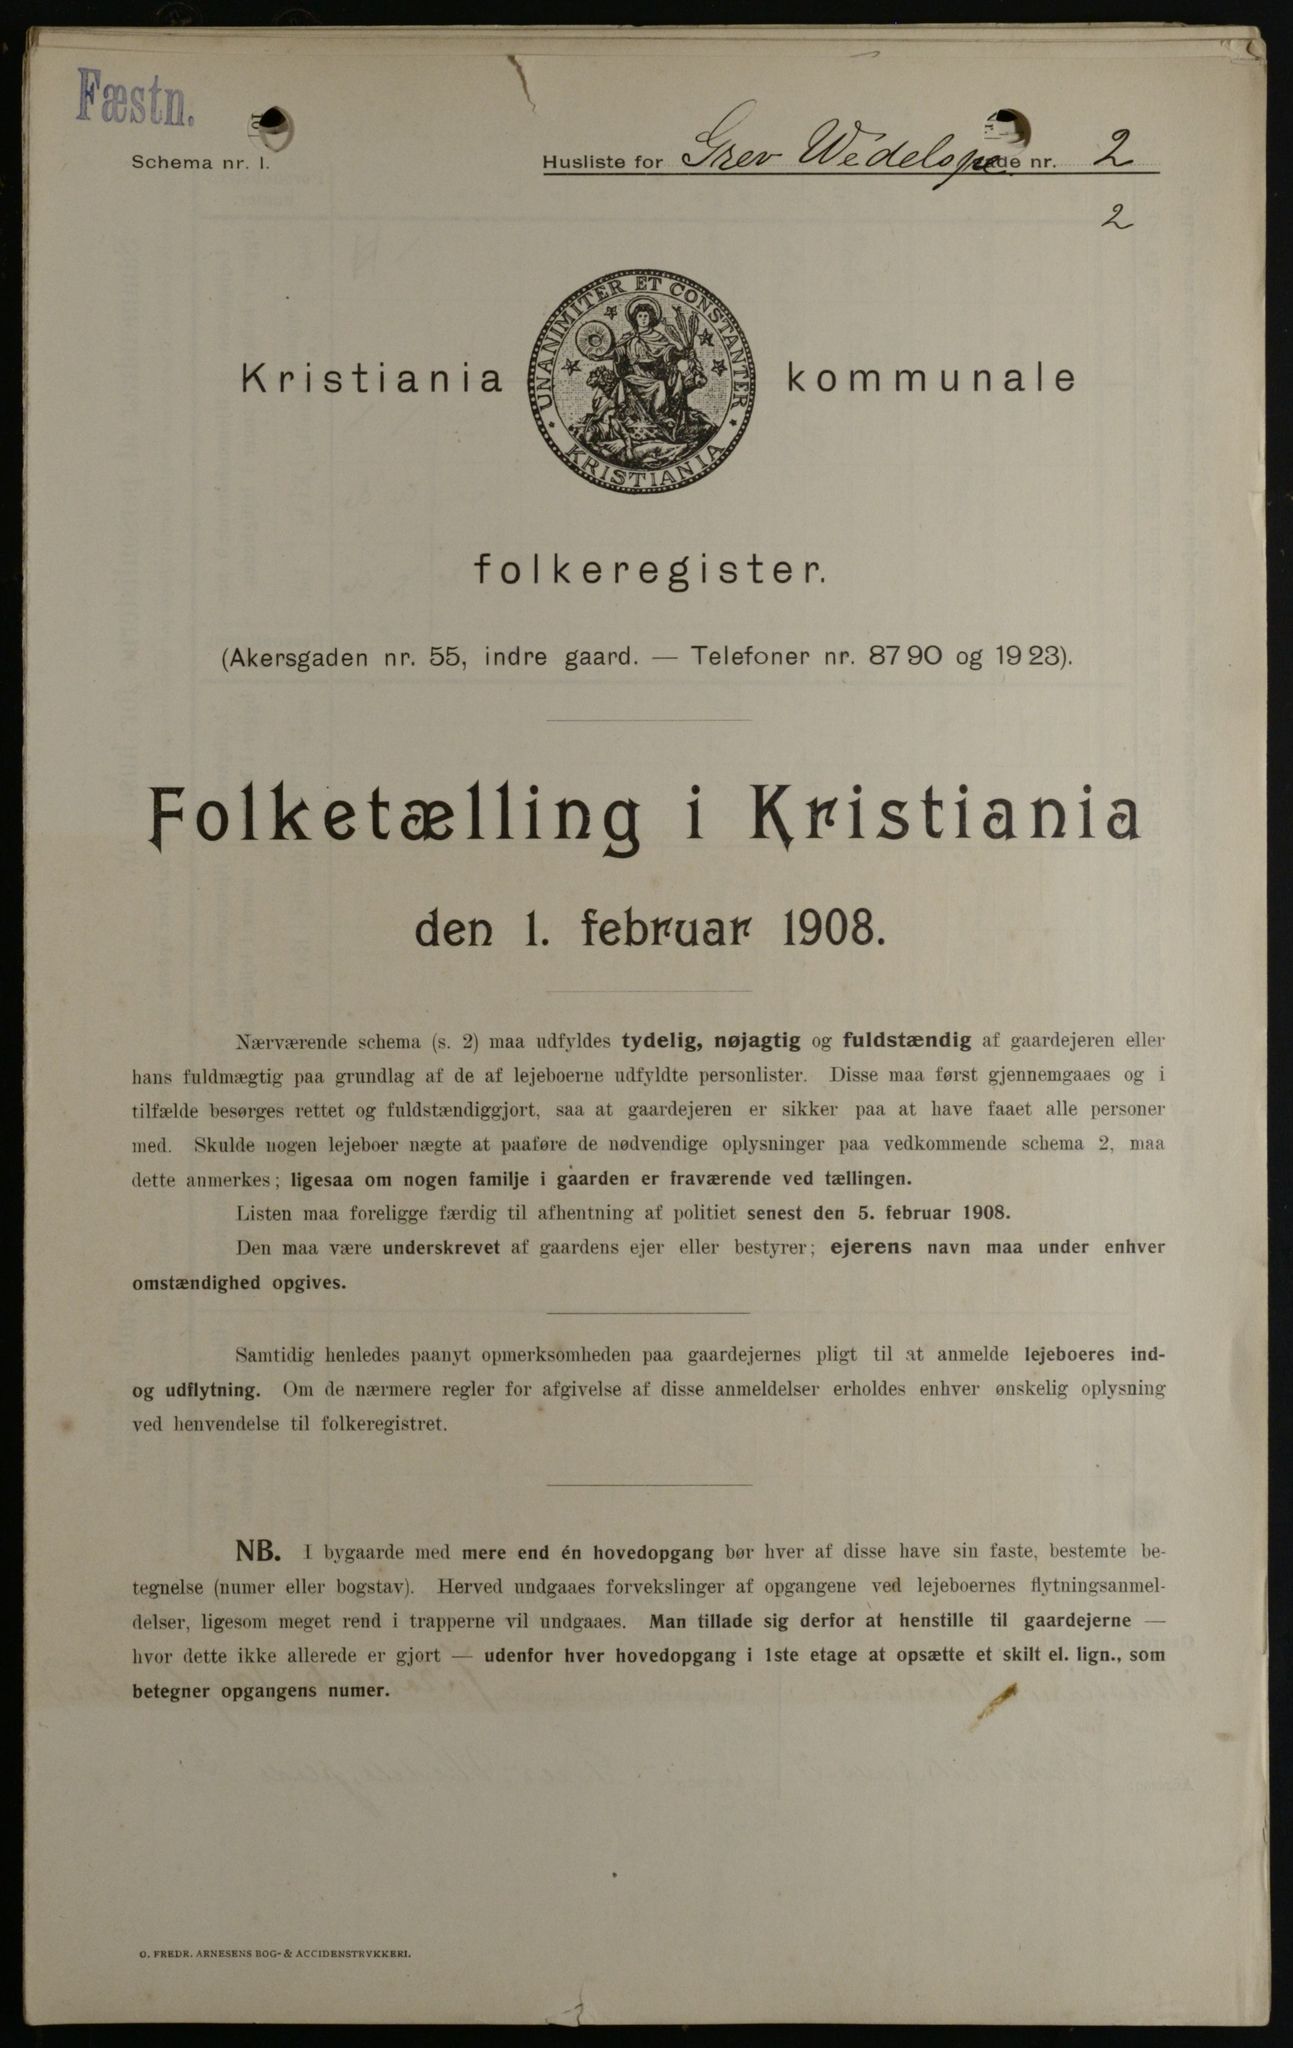 Fæstn.
Schema nr. 1.
Husliste for Grev Wedelspl. ade nr. 2
2
UNANIMITER ET CONSTANTER
KRISTIANIA
Kristiania kommunale
folkeregister.
(Akersgaden nr. 55, indre gaard. — Telefoner nr. 8790 og 1923).
Folketælling i Kristiania
den 1. februar 1908.
Nærværende schema (s. 2) maa udfyldes tydelig, nøjagtig og fuldstændig af gaardejeren eller
hans fuldmægtig paa grundlag af de af lejeboerne udfyldte personlister. Disse maa først gjennemgaaes og i
tilfælde besørges rettet og fuldstændiggjort, saa at gaardejeren er sikker paa at have faaet alle personer
med. Skulde nogen lejeboer nægte at paaføre de nødvendige oplysninger paa vedkommende schema 2, maa
dette anmerkes; ligesaa om nogen familje i gaarden er fraværende ved tællingen.
Listen maa foreligge færdig til afhentning af politiet senest den 5. februar 1908.
Den maa være underskrevet af gaardens ejer eller bestyrer; ejerens navn maa under enhver
omstændighed opgives.
Samtidig henledes paanyt opmerksomheden paa gaardejernes pligt til at anmelde lejeboeres ind-
og udflytning. Om de nærmere regler for afgivelse af disse anmeldelser erholdes enhver ønskelig oplysning
ved henvendelse til folkeregistret.
NB. I bygaarde med mere end én hovedopgang bør hver af disse have sin faste, bestemte be-
tegnelse (numer eller bogstav). Herved undgaaes forvekslinger af opgangene ved lejeboernes flytningsanmel-
delser, ligesom meget rend i trapperne vil undgaaes. Man tillade sig derfor at henstille til gaardejerne —
hvor dette ikke allerede er gjort — udenfor hver hovedopgang i 1ste etage at opsætte et skilt el. lign., som
betegner opgangens numer.
O. FREDR. ARNESENS BOG- & ACCIDENSTRYKKERI.